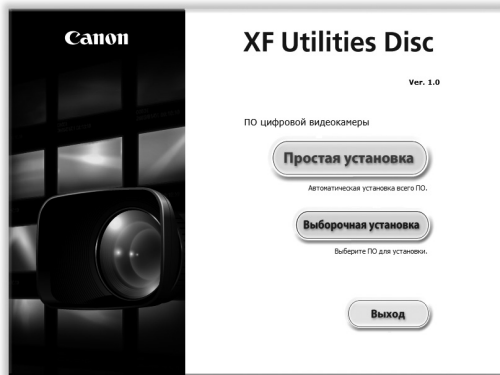 Canon
XF Utilities Disc
Ver. 1.0
ПО цифровой видеокамеры
Простая установка
Автоматическая установка всего ПО.
Выборочная установка
Выберите ПО для установки.
Выход